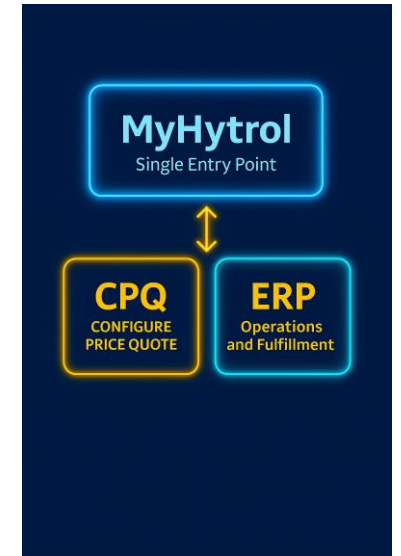 MyHytrol
Single Entry Point
CPQ
CONFIGURE
PRICE QUOTE
ERP
Operations
and Fulfillment